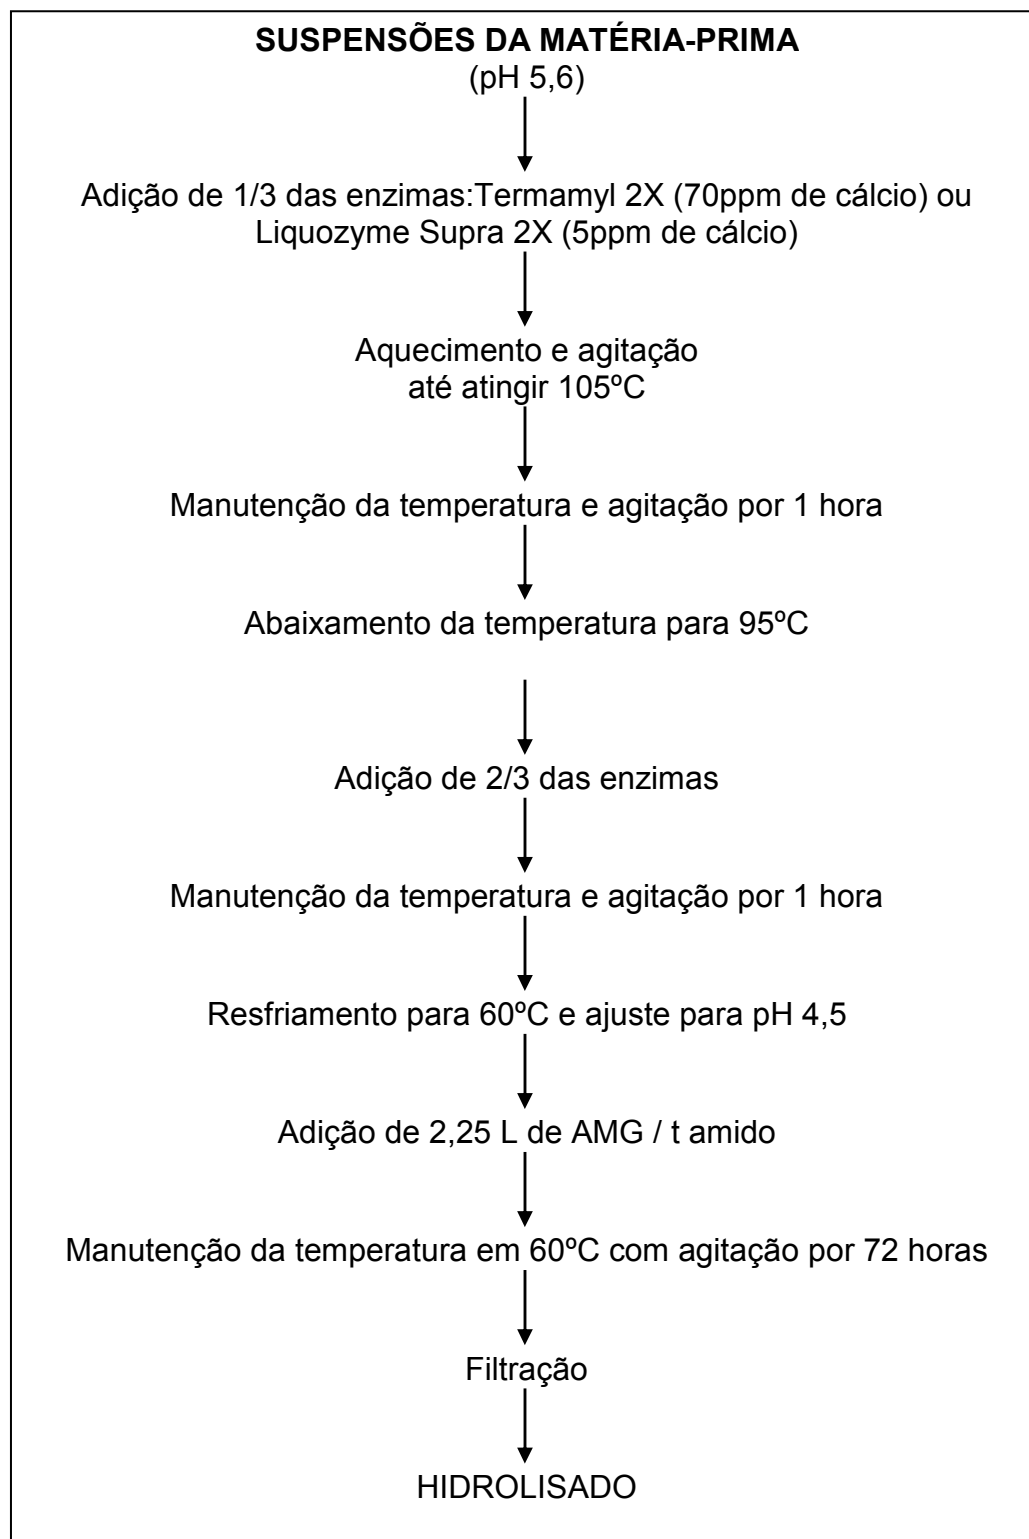 SUSPENSÕES DA MATÉRIA-PRIMA
(pH 5,6)
Adição de 1/3 das enzimas:Termamyl 2X (70ppm de cálcio) ou
Liquozyme Supra 2X (5ppm de cálcio)
Aquecimento e agitação
até atingir 105ºC
Manutenção da temperatura e agitação por 1 hora
Abaixamento da temperatura para 95ºC
Adição de 2/3 das enzimas
Manutenção da temperatura e agitação por 1 hora
Resfriamento para 60ºC e ajuste para pH 4,5
Adição de 2,25 L de AMG / t amido
Manutenção da temperatura em 60ºC com agitação por 72 horas
Filtração
HIDROLISADO